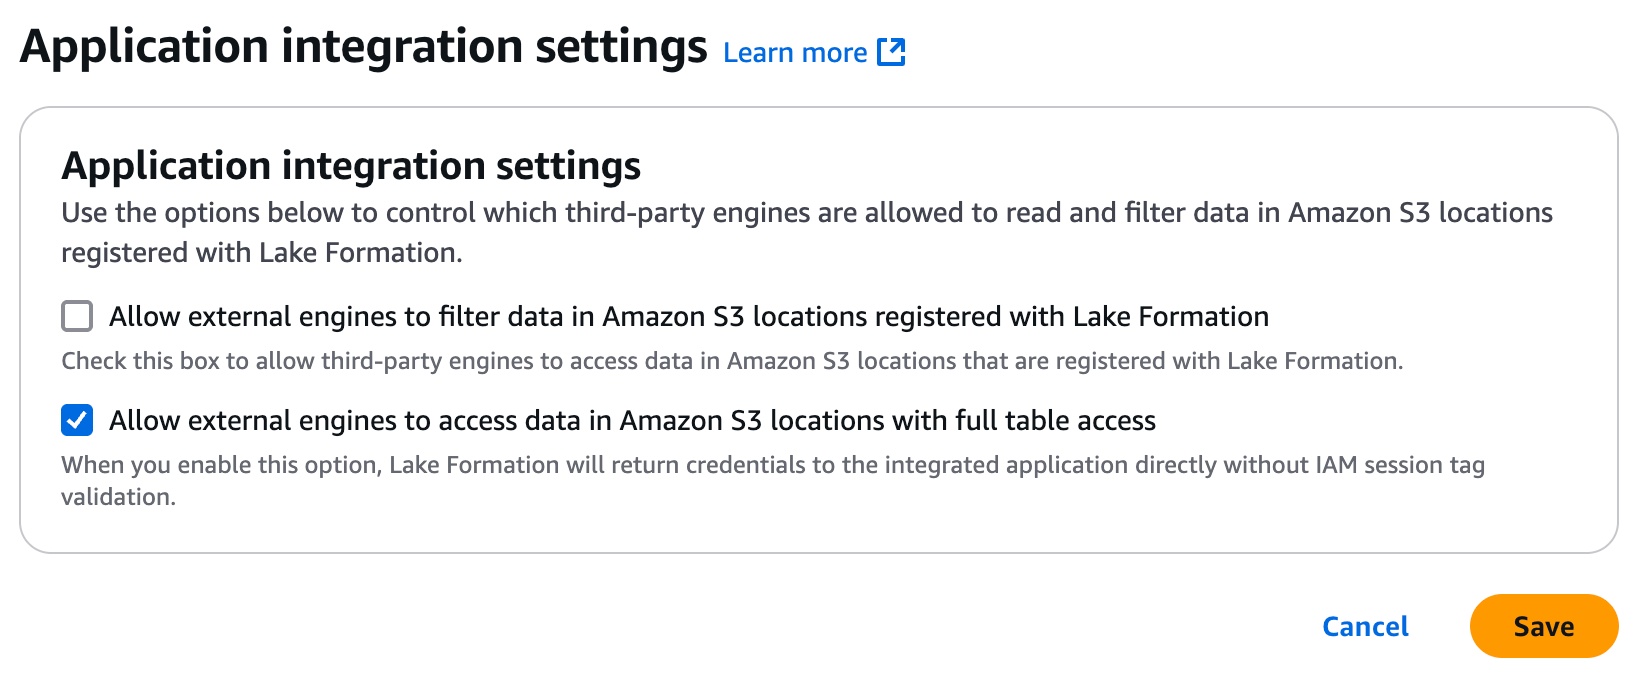 Application integration settings Learn more
Application integration settings
Use the options below to control which third-party engines are allowed to read and filter data in Amazon S3 locations
registered with Lake Formation.
Allow external engines to filter data in Amazon S3 locations registered with Lake Formation
Check this box to allow third-party engines to access data in Amazon S3 locations that are registered with Lake Formation.
Allow external engines to access data in Amazon S3 locations with full table access
When you enable this option, Lake Formation will return credentials to the integrated application directly without IAM session tag
validation.
Cancel Save